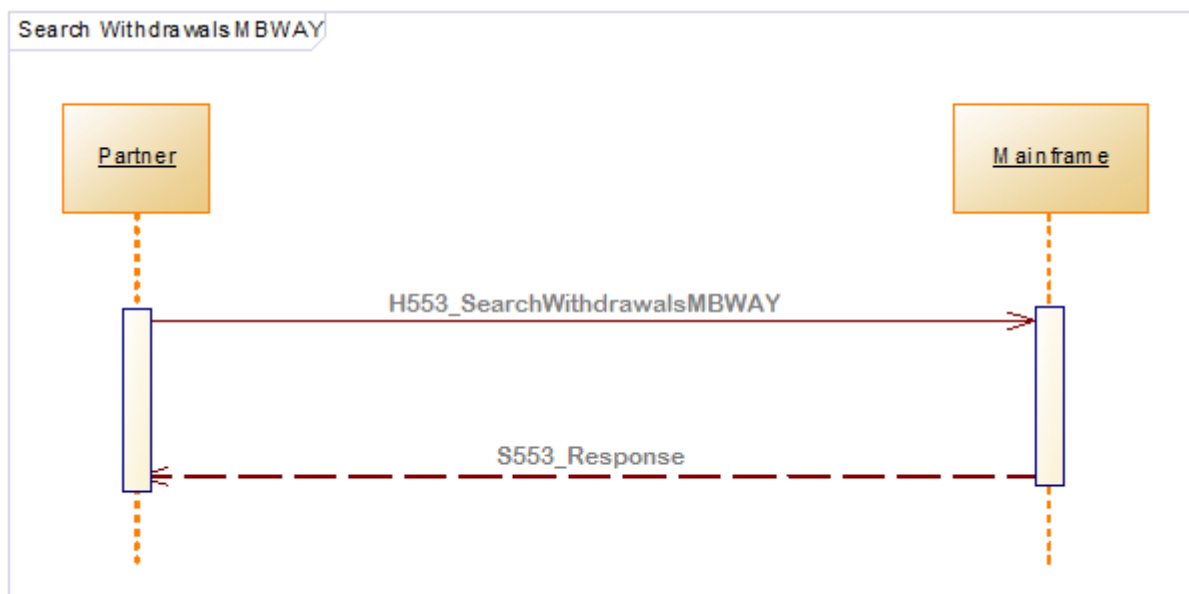 Search WithdrawalsMBWAY
Partner
Mainframe
H553_SearchWithdrawalsMBWAY
S553_Response